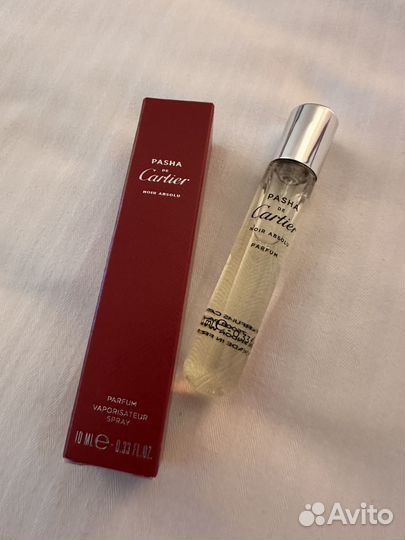 PASHA
DE
Cartier
NOIR ABSOLU
PARFUM
VAPORISATEUR
SPRAY
10 ML e - 0.33 FL.OZ.
PASHA
DE
Cartier
NOIR ABSOLU
PARFUM
Avito